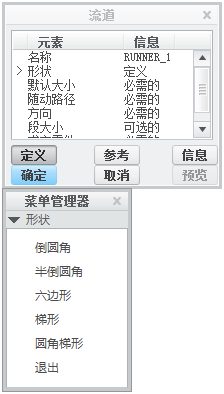 流道
元素 信息
名称 RUNNER_1
形状 定义
默认大小 必需的
随动路径 必需的
方向 必需的
段大小 可选的
定义 参考 信息
确定 取消 预览
菜单管理器
形状
倒圆角
半倒圆角
六边形
梯形
圆角梯形
退出